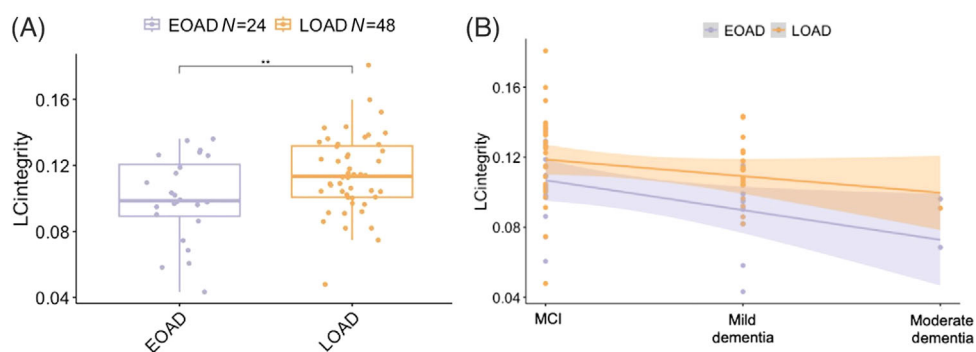 (A)
EOAD N=24 LOAD N=48
LCintegrity
0.16
0.12
0.08
0.04
**
EOAD
LOAD
(B)
EOAD LOAD
LCintegrity
0.16
0.12
0.08
0.04
MCI
Mild
dementia
Moderate
dementia